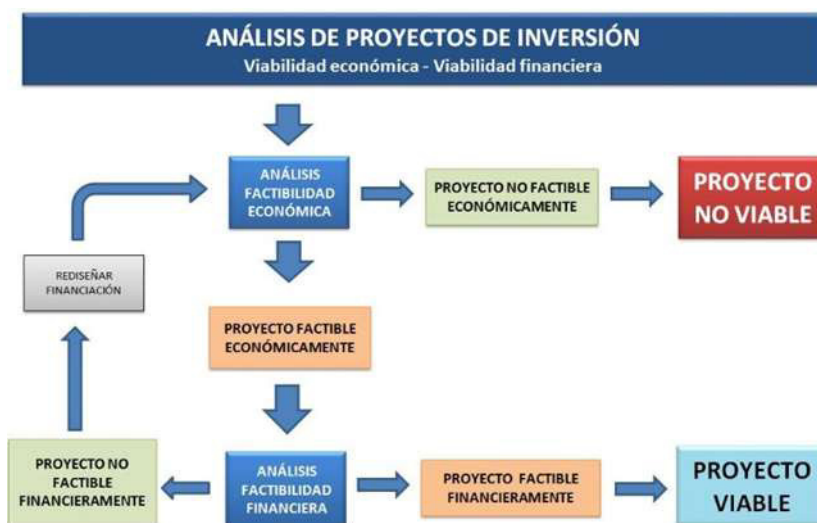 ANÁLISIS DE PROYECTOS DE INVERSIÓN
Viabilidad económica - Viabilidad financiera
ANÁLISIS
FACTIBILIDAD
ECONÓMICA
PROYECTO NO FACTIBLE
ECONÓMICAMENTE
PROYECTO
NO VIABLE
REDISEÑAR
FINANCIACIÓN
PROYECTO FACTIBLE
ECONÓMICAMENTE
PROYECTO NO
FACTIBLE
FINANCIERAMENTE
ANÁLISIS
FACTIBILIDAD
FINANCIERA
PROYECTO FACTIBLE
FINANCIERAMENTE
PROYECTO
VIABLE